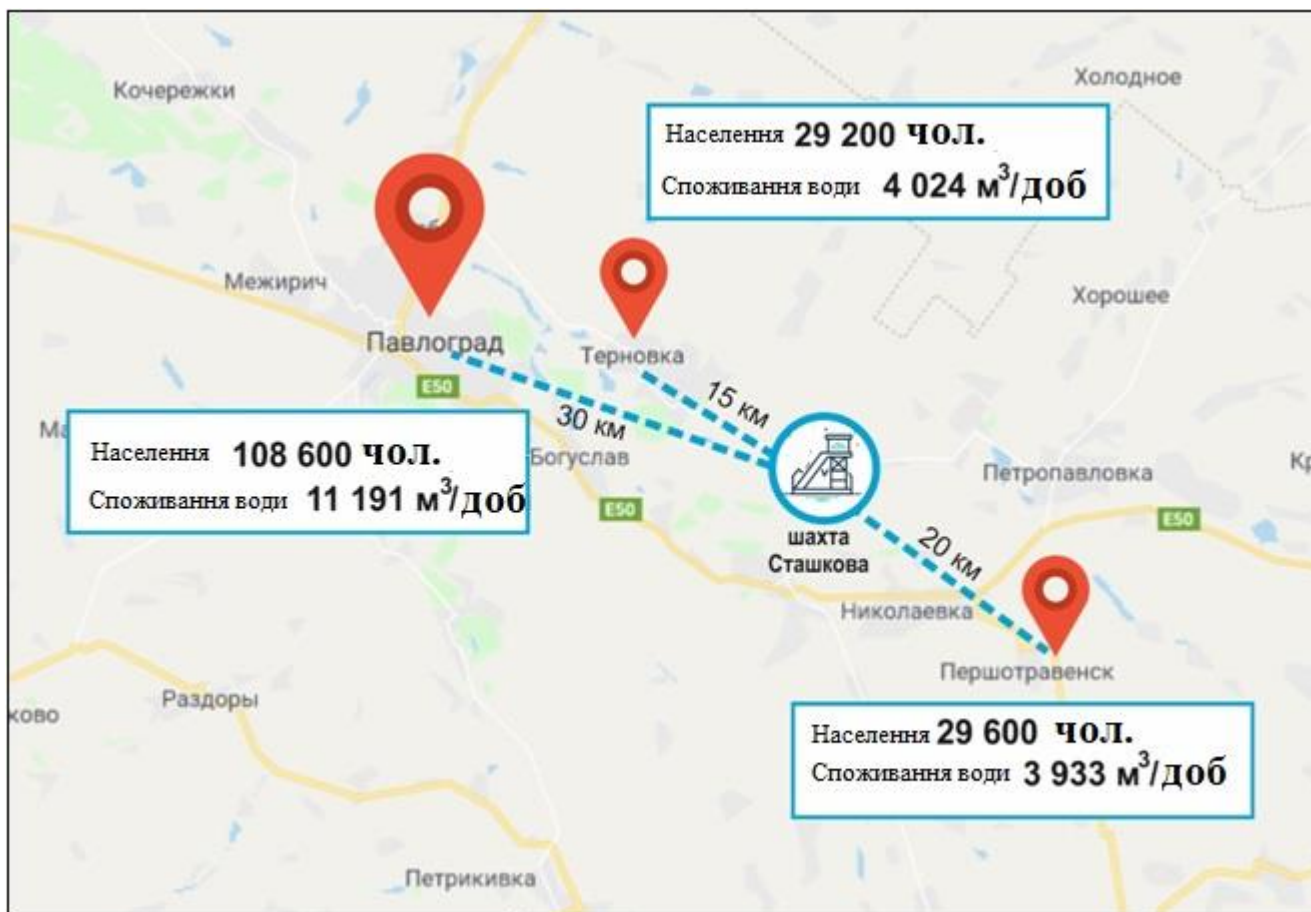 Кочережки
Холодное
Населення 29 200 чол.
Споживання води 4 024 м³/доб
Межирич
Хорошее
Павлоград
Терновка
E50
15 км
30 км
Населення 108 600 чол.
Споживання води 11 191 м³/доб
Богуслав
Петропавловка
E50
E50
шахта
Сташкова
20 км
Николаевка
Першотравенск
Раздоры
ково
Населення 29 600 чол.
Споживання води 3 933 м³/доб
Петрикивка